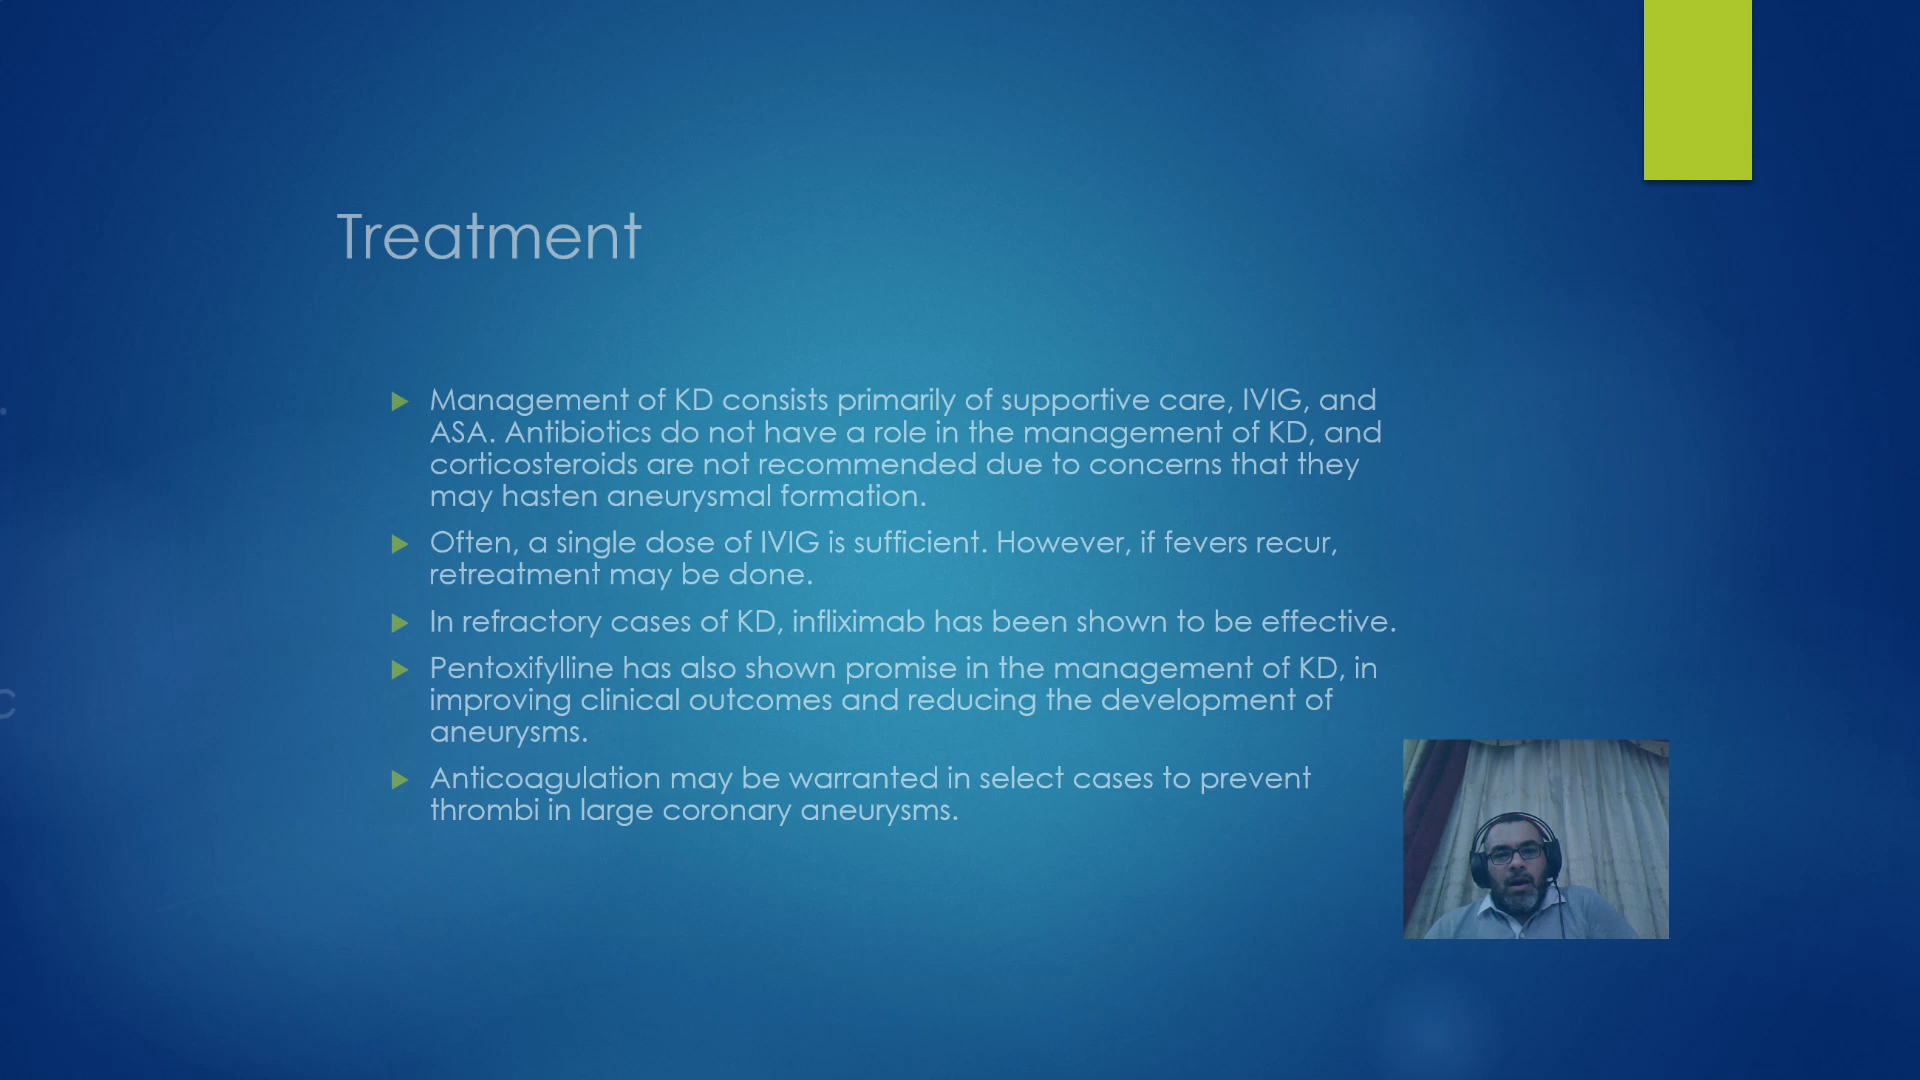 Treatment
Management of KD consists primarily of supportive care, IVIG, and
ASA. Antibiotics do not have a role in the management of KD, and
corticosteroids are not recommended due to concerns that they
may hasten aneurysmal formation.
Often, a single dose of IVIG is sufficient. However, if fevers recur,
retreatment may be done.
In refractory cases of KD, infliximab has been shown to be effective.
Pentoxifylline has also shown promise in the management of KD, in
improving clinical outcomes and reducing the development of
aneurysms.
Anticoagulation may be warranted in select cases to prevent
thrombi in large coronary aneurysms.